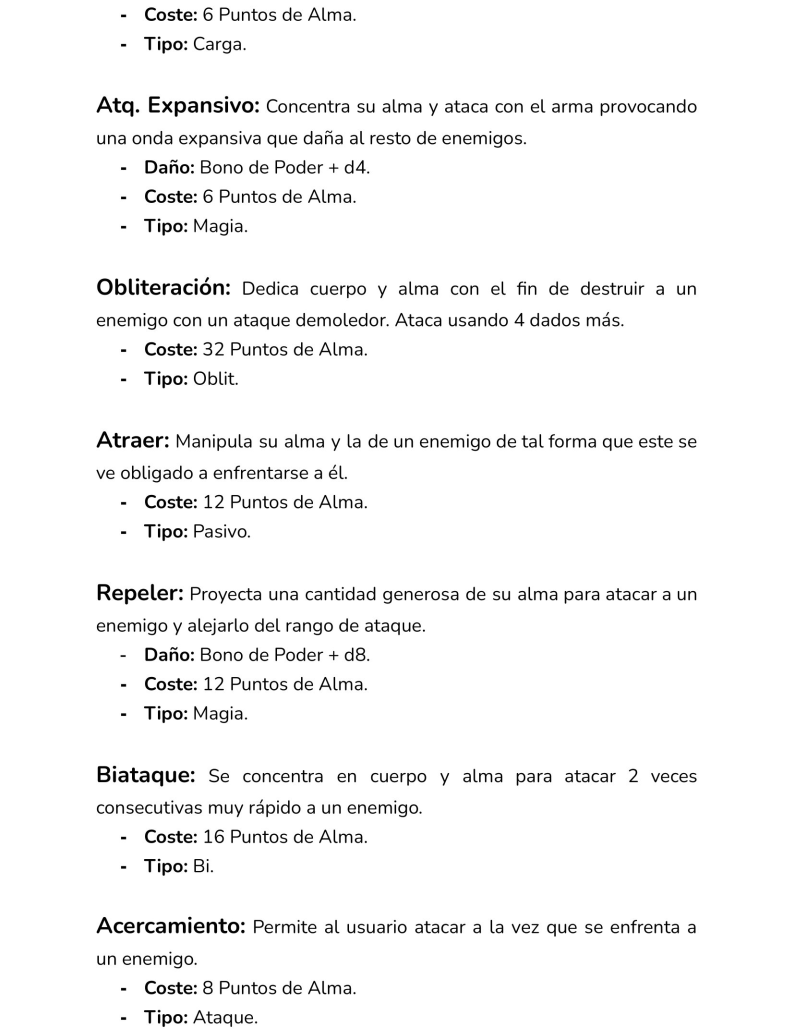 - Coste: 6 Puntos de Alma.
- Tipo: Carga.
Atq. Expansivo: Concentra su alma y ataca con el arma provocando
una onda expansiva que daña al resto de enemigos.
- Daño: Bono de Poder + d4.
- Coste: 6 Puntos de Alma.
- Tipo: Magia.
Obliteración: Dedica cuerpo y alma con el fin de destruir a un
enemigo con un ataque demoledor. Ataca usando 4 dados más.
- Coste: 32 Puntos de Alma.
- Tipo: Oblit.
Atraer: Manipula su alma y la de un enemigo de tal forma que este se
ve obligado a enfrentarse a él.
- Coste: 12 Puntos de Alma.
- Tipo: Pasivo.
Repeler: Proyecta una cantidad generosa de su alma para atacar a un
enemigo y alejarlo del rango de ataque.
- Daño: Bono de Poder + d8.
- Coste: 12 Puntos de Alma.
- Tipo: Magia.
Biataque: Se concentra en cuerpo y alma para atacar 2 veces
consecutivas muy rápido a un enemigo.
- Coste: 16 Puntos de Alma.
- Tipo: Bi.
Acercamiento: Permite al usuario atacar a la vez que se enfrenta a
un enemigo.
- Coste: 8 Puntos de Alma.
- Tipo: Ataque.